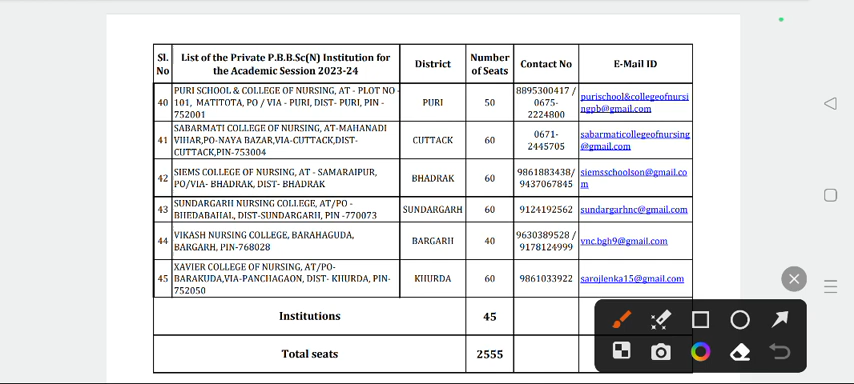 Sl. No List of the Private P.B.B.Sc(N) Institution for the Academic Session 2023-24 District Number of Seats Contact No E-Mail ID
40 PURI SCHOOL & COLLEGE OF NURSING, AT - PLOT NO - 101, MATITOTA, PO / VIA - PURI, DIST- PURI, PIN - 752001 PURI 50 8895300417 / 0675-2224800 purischool&collegeofnursingpb@gmail.com
41 SABARMATI COLLEGE OF NURSING, AT-MAHANADI VIHAR,PO-NAYA BAZAR,VIA-CUTTACK,DIST-CUTTACK,PIN-753004 CUTTACK 60 0671-2445705 sabarmaticollegeofnursing@gmail.com
42 SIEMS COLLEGE OF NURSING, AT - SAMARAIPUR, PO/VIA- BHADRAK, DIST- BHADRAK BHADRAK 60 9861883438/ 9437067845 siemsschoolson@gmail.com
43 SUNDARGARH NURSING COLLEGE, AT/PO - BHEDABAHAL, DIST-SUNDARGARH, PIN -770073 SUNDARGARH 60 9124192562 sundargarhnc@gmail.com
44 VIKASH NURSING COLLEGE, BARAHAGUDA, BARGARH, PIN-768028 BARGARH 40 9630389528 / 9178124999 vnc.bgh9@gmail.com
45 XAVIER COLLEGE OF NURSING, AT/PO-BARAKUDA,VIA-PANCHAGAON, DIST- KHURDA, PIN-752050 KHURDA 60 9861033922 sarojlenka15@gmail.com
Institutions 45
Total seats 2555